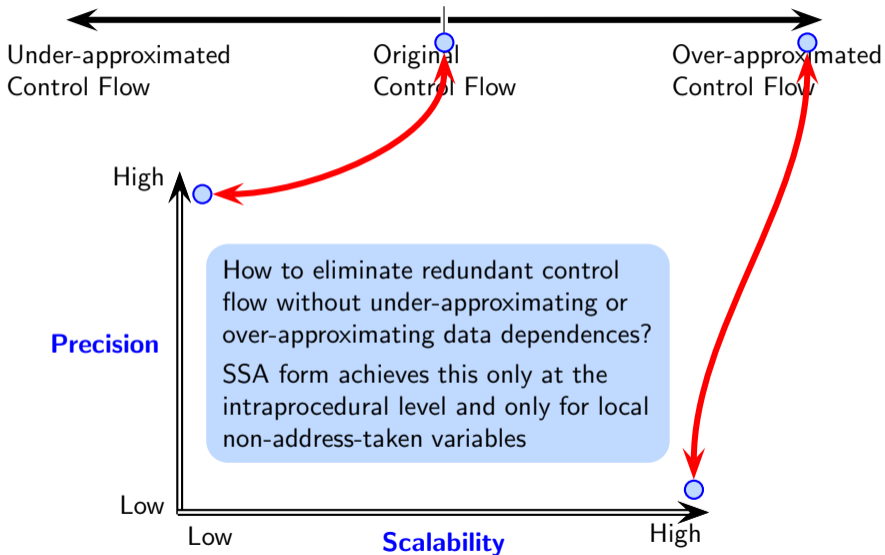 Under-approximated
Control Flow
Original
Control Flow
Over-approximated
Control Flow
High
How to eliminate redundant control
flow without under-approximating or
over-approximating data dependences?
SSA form achieves this only at the
intraprocedural level and only for local
non-address-taken variables
Precision
Low
Low
Scalability
High